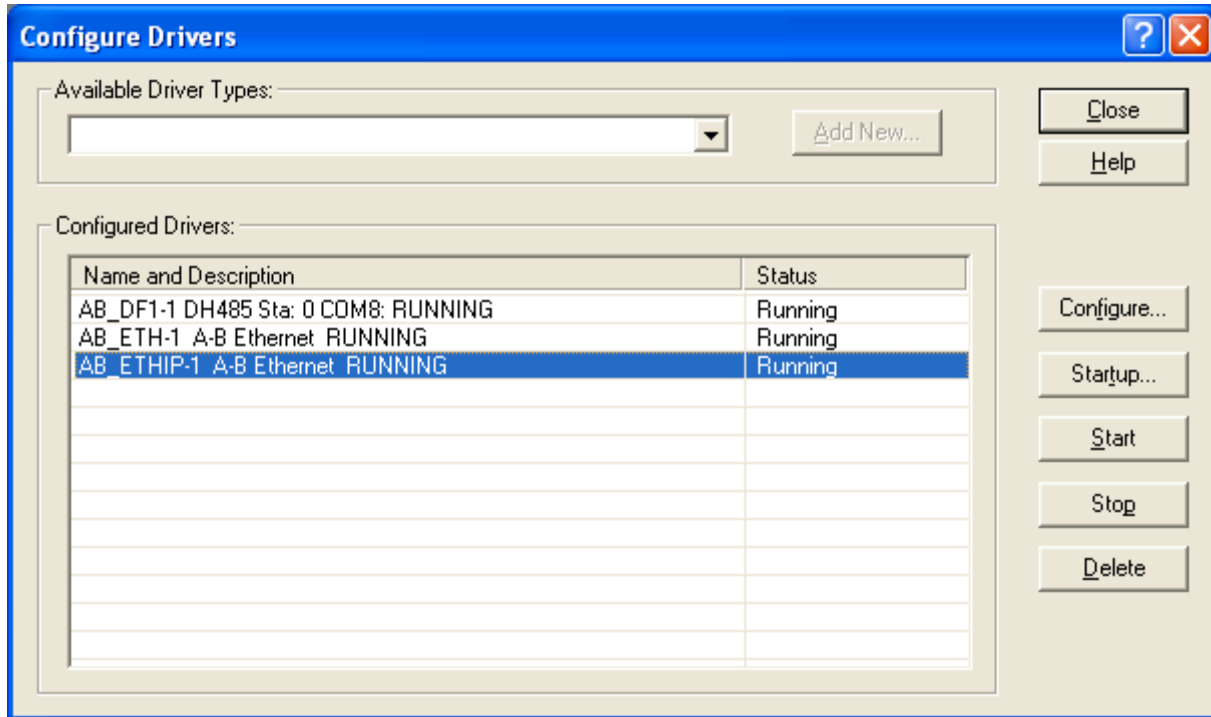 Configure Drivers
Available Driver Types:
Add New...
Close
Help
Configured Drivers:
Name and Description Status
AB_DF1-1 DH485 Sta: 0 COM8: RUNNING Running
AB_ETH-1 A-B Ethernet RUNNING Running
AB_ETHIP-1 A-B Ethernet RUNNING Running
Configure...
Startup...
Start
Stop
Delete